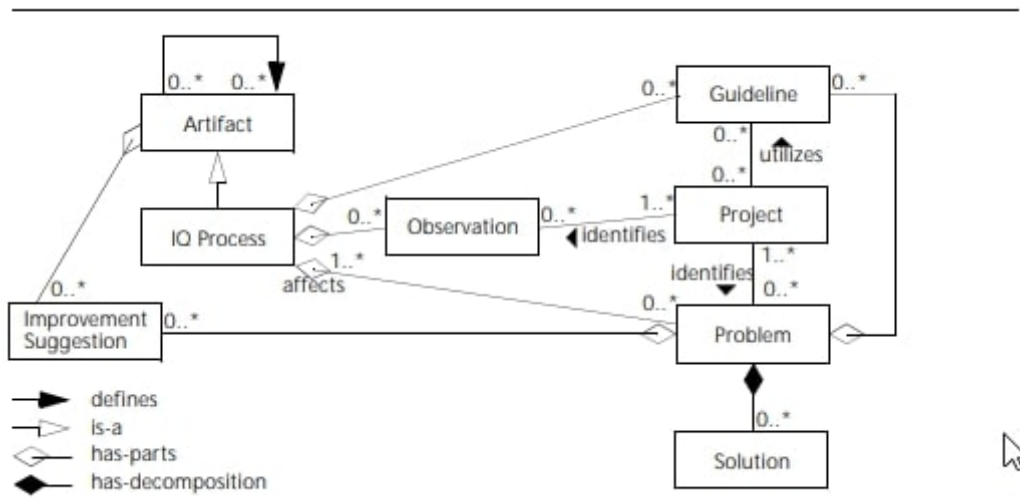 0..* 0..*
Artifact
0..* Guideline 0..*
0..*
utilizes
0..*
1..* Project
0..* Observation 0..*
identifies
IQ Process
1..*
affects
identifies 1..*
0..*
0..* 0..*
Improvement
Suggestion
0..*
Problem
defines
is-a
has-parts
has-decomposition
0..*
Solution